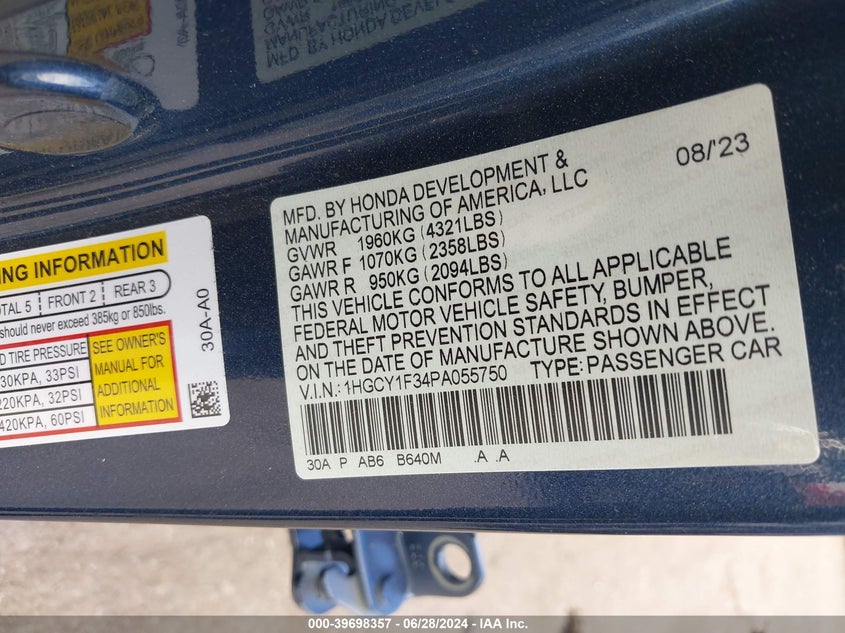 MFD. BY HONDA DEVELOPMENT &
MANUFACTURING OF AMERICA, LLC
08/'23
GVWR 1960KG (4321LBS)
GAWR F 1070KG (2358LBS)
GAWR R 950KG (2094LBS)
THIS VEHICLE CONFORMS TO ALL APPLICABLE
FEDERAL MOTOR VEHICLE SAFETY, BUMPER,
AND THEFT PREVENTION STANDARDS IN EFFECT
ON THE DATE OF MANUFACTURE SHOWN ABOVE.
V.I.N.: 1HGCY1F34PA055750 TYPE: PASSENGER CAR
30A P AB6 B640M .A .A
NG INFORMATION
OTAL 5 FRONT 2 REAR 3
should never exceed 385kg or 850lbs.
D TIRE PRESSURE
30KPA, 33PSI
220KPA, 32PSI
420KPA, 60PSI
SEE OWNER'S
MANUAL FOR
ADDITIONAL
INFORMATION
30A-A0
000-39698357 - 06/28/2024 - IAA Inc.